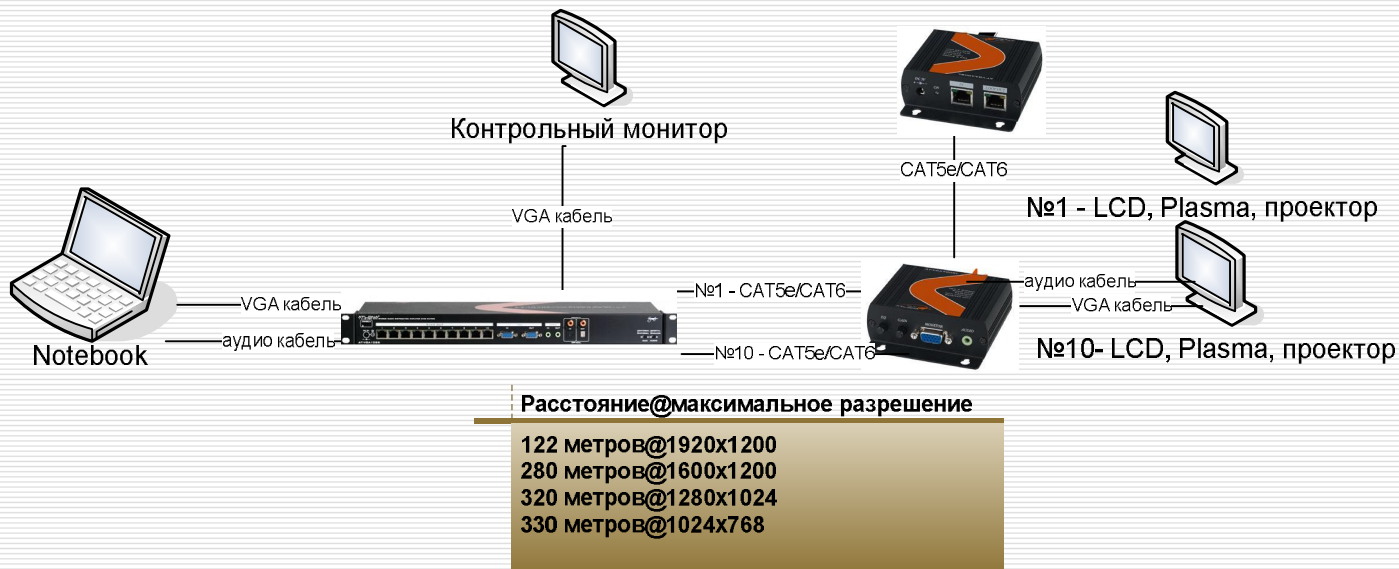 Контрольный монитор
CAT5e/CAT6
№1 - LCD, Plasma, проектор
VGA кабель
№1 - CAT5e/CAT6
аудио кабель
VGA кабель
VGA кабель
аудио кабель
Notebook
№10 - CAT5e/CAT6
№10- LCD, Plasma, проектор
Расстояние@максимальное разрешение
122 метров@1920x1200
280 метров@1600x1200
320 метров@1280x1024
330 метров@1024x768